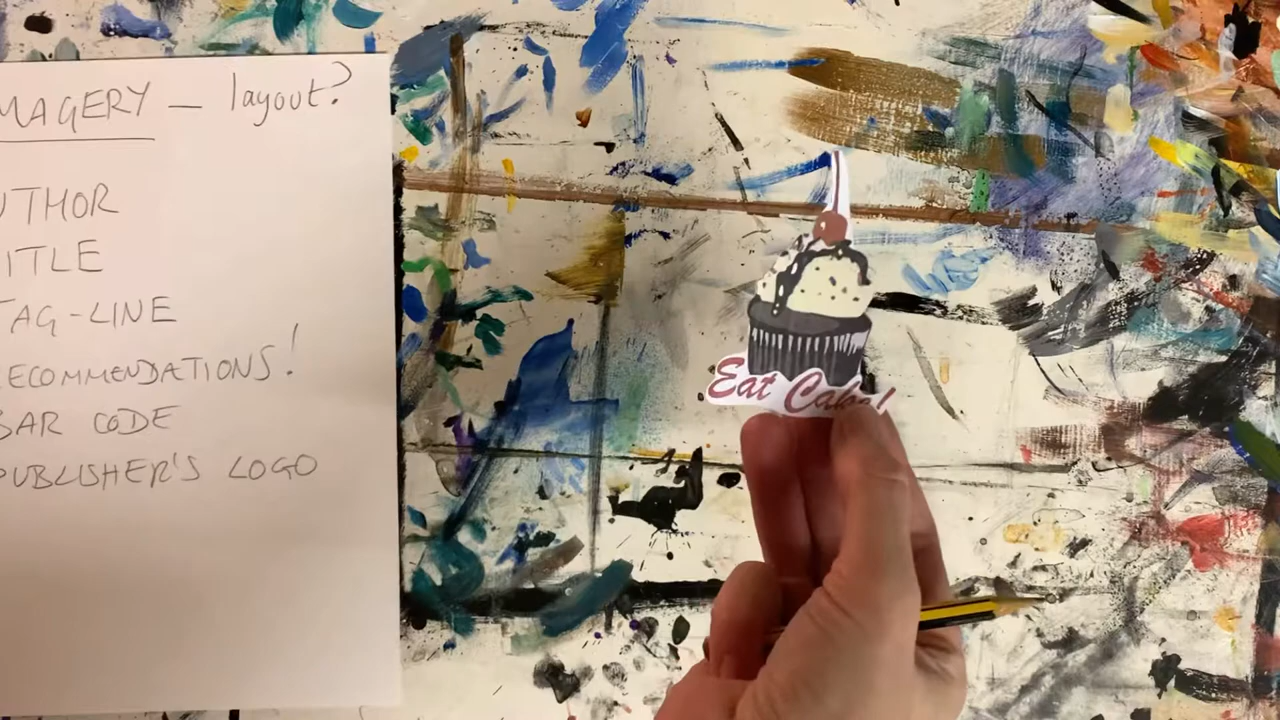 MAGERY — layout?
UTHOR
ITLE
TAG-LINE
ECOMMENDATIONS!
BAR CODE
PUBLISHER'S LOGO
Eat Cake!